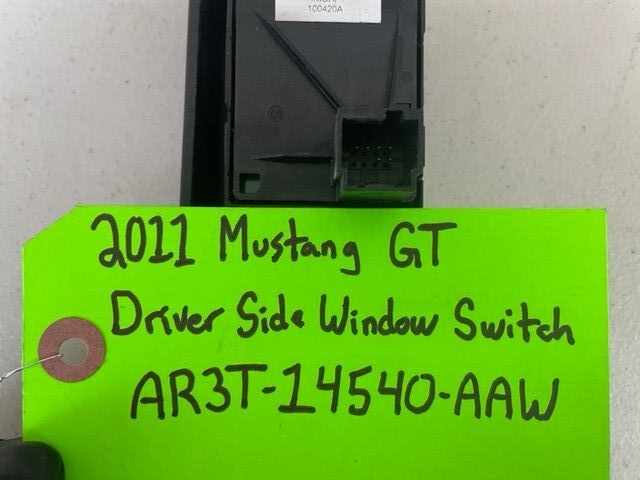 100420A
2011 Mustang GT
Driver Side Window Switch
AR3T-14540-AAW